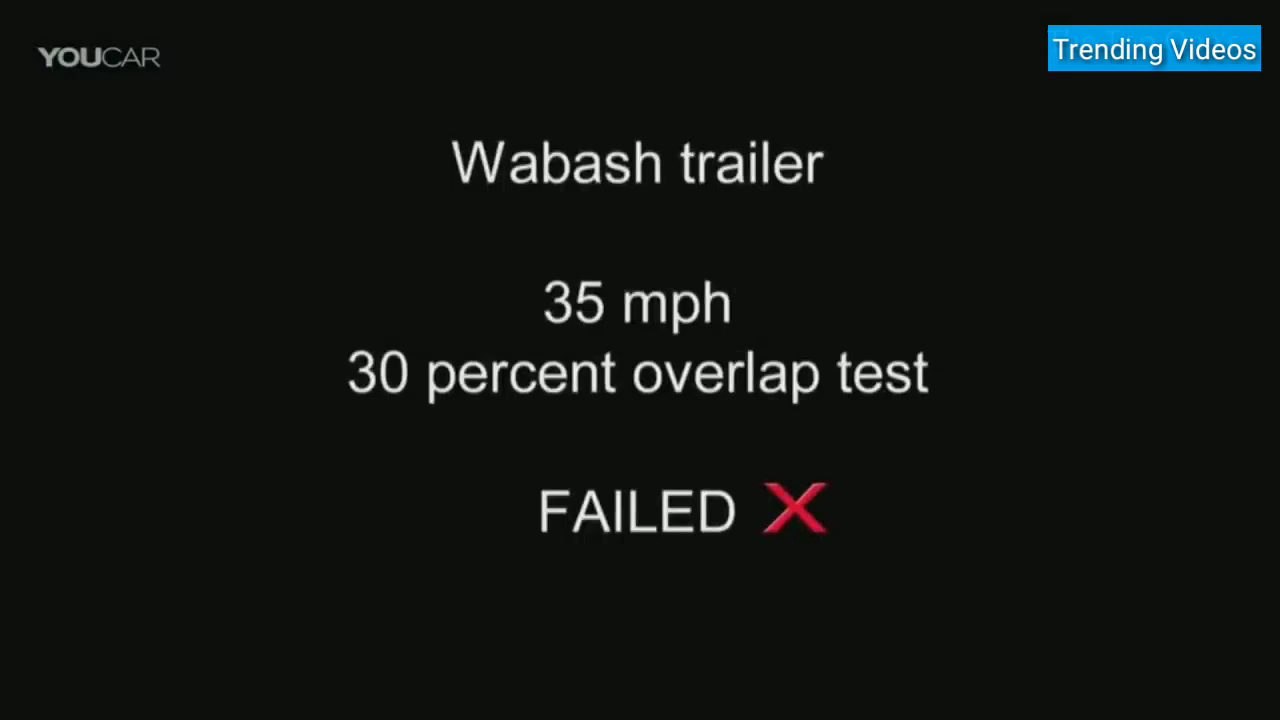 YOUCAR
Trending Videos
Wabash trailer
35 mph
30 percent overlap test
FAILED